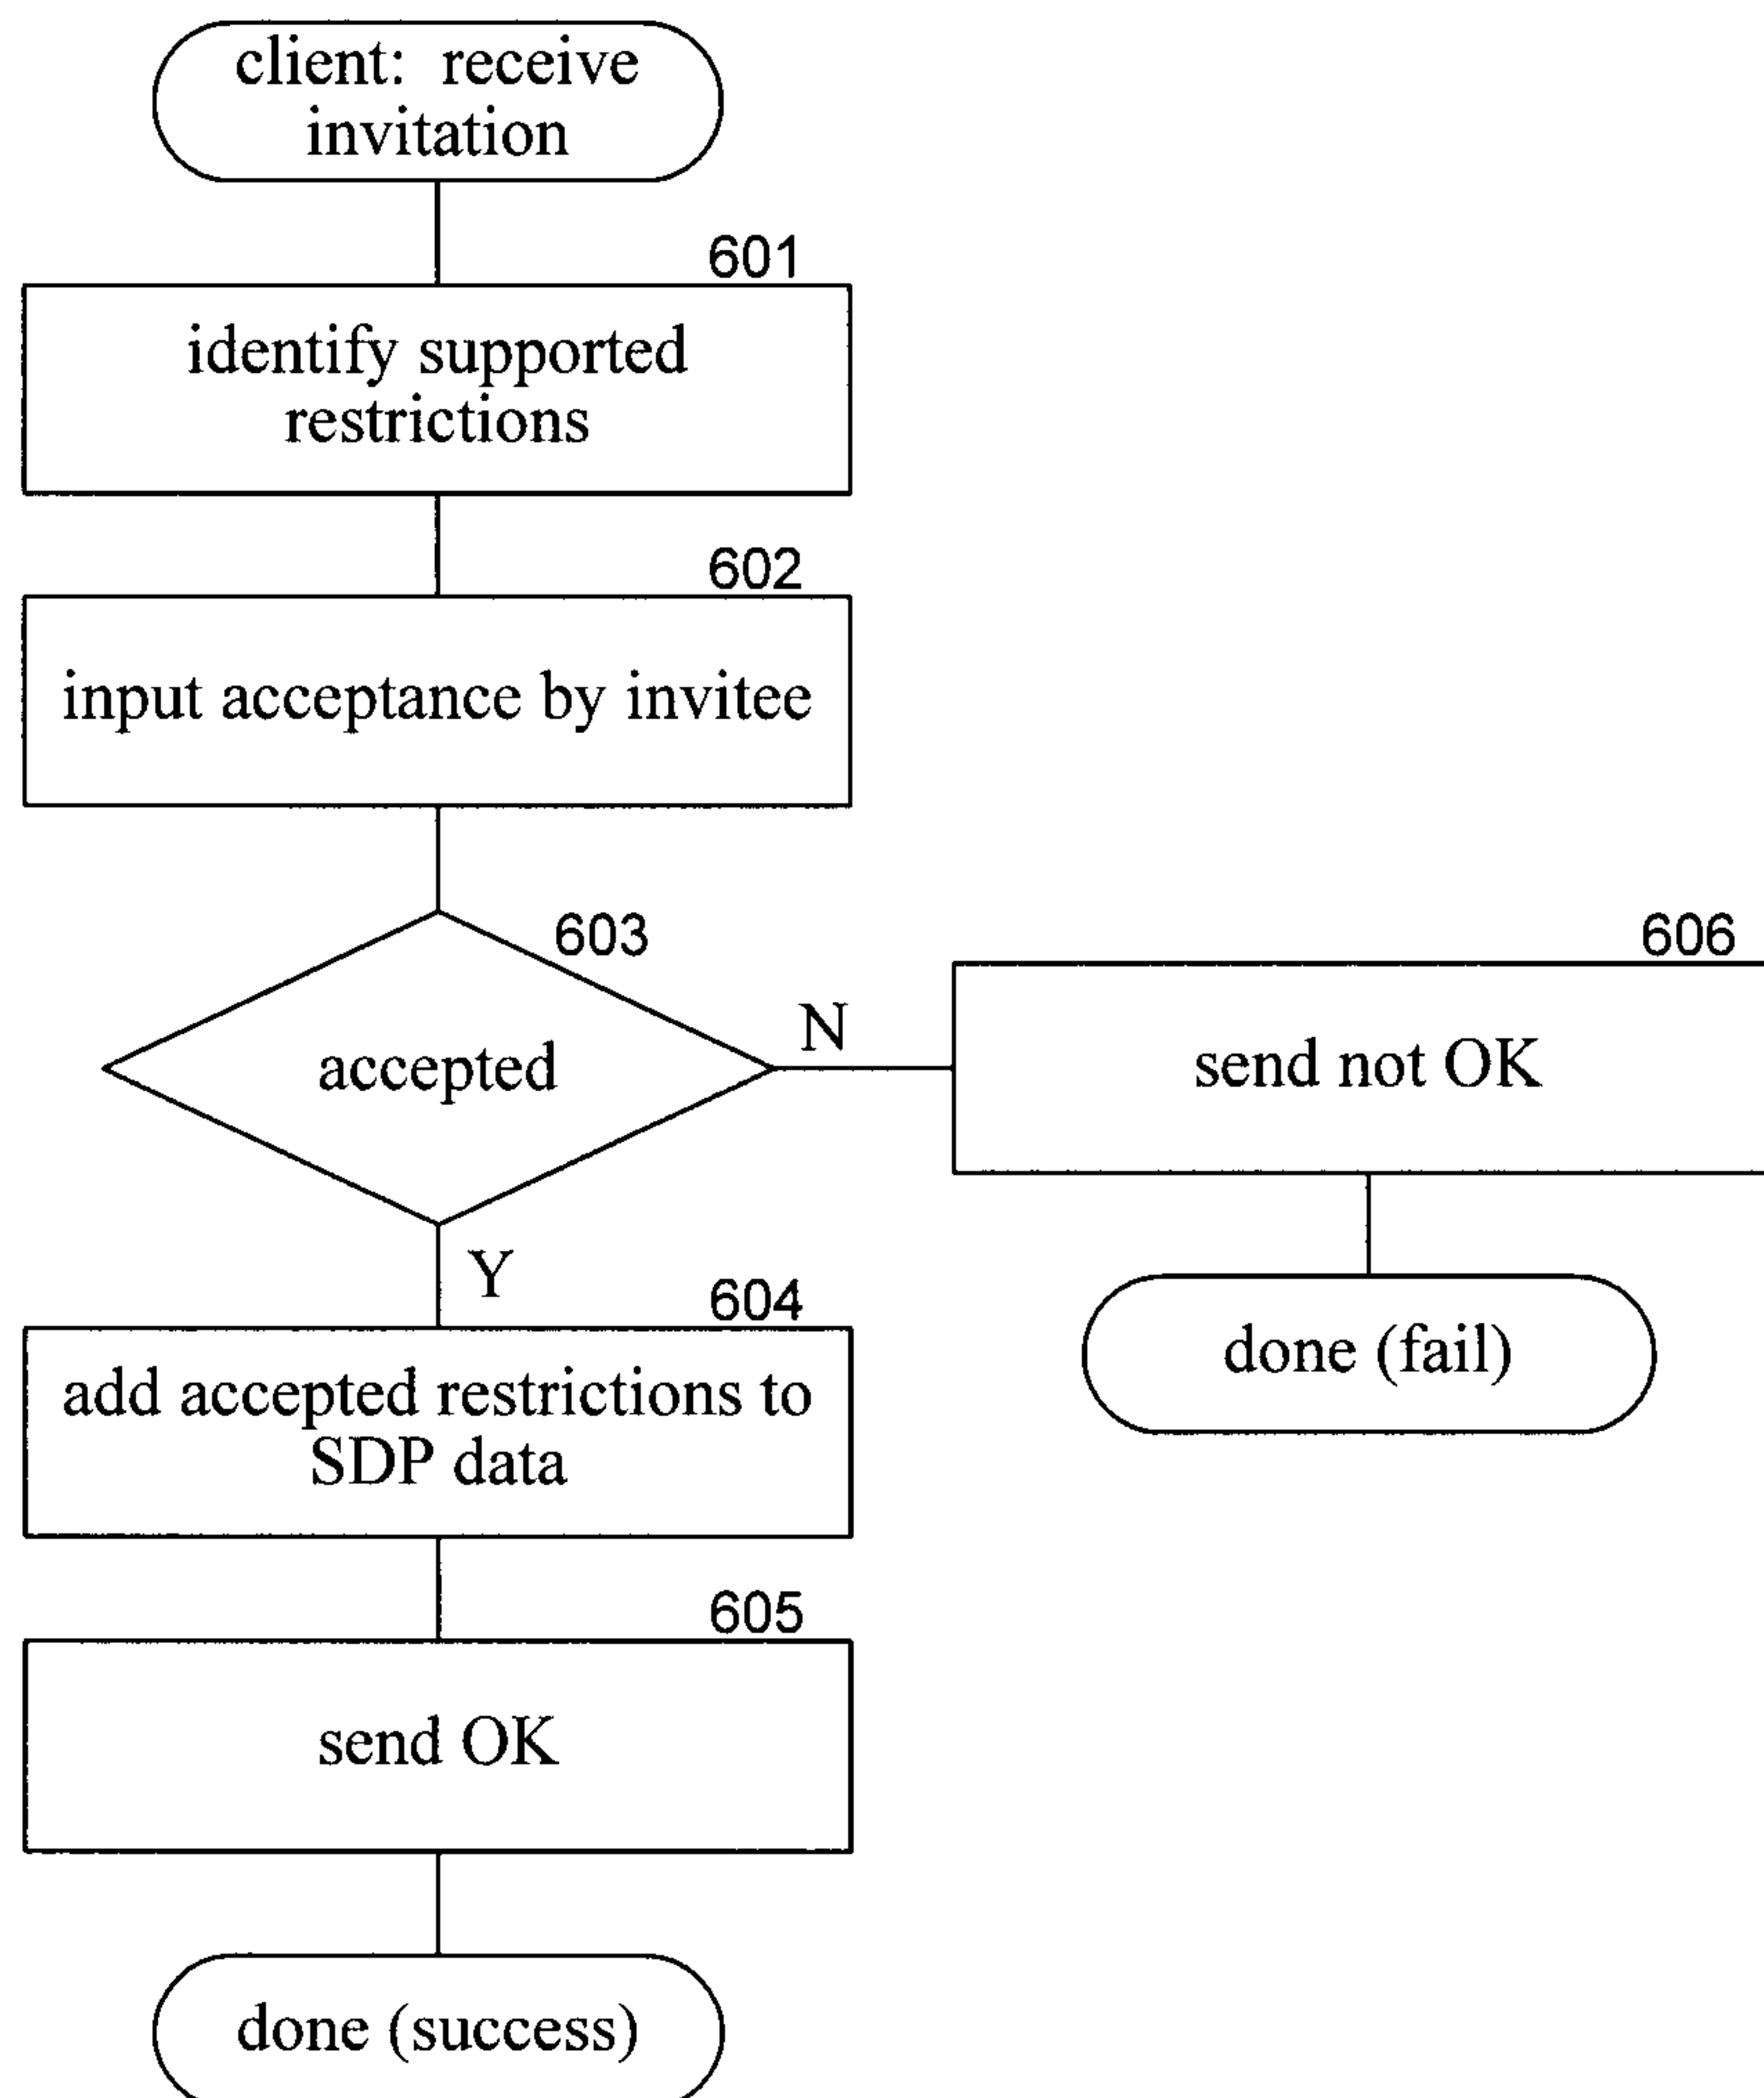 client: receive
invitation
601
identify supported
restrictions
602
input acceptance by invitee
603
accepted
N
606
send not OK
done (fail)
Y
604
add accepted restrictions to
SDP data
605
send OK
done (success)